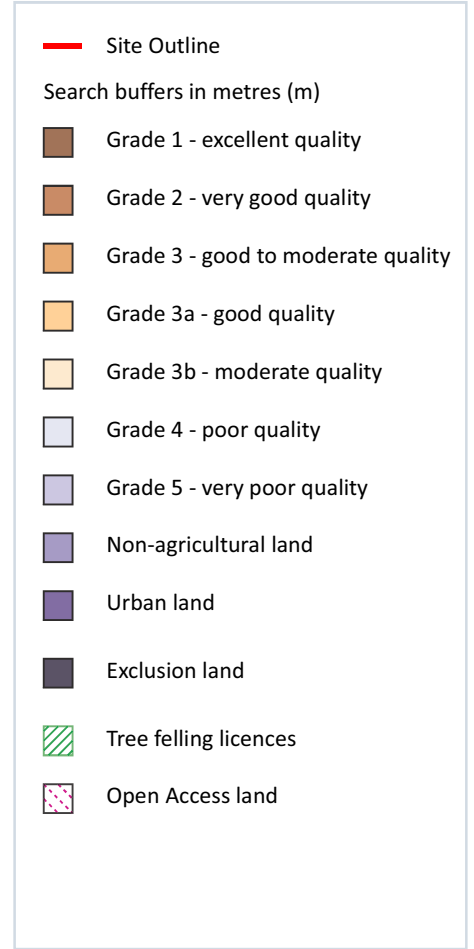 Site Outline
Search buffers in metres (m)
Grade 1 - excellent quality
Grade 2 - very good quality
Grade 3 - good to moderate quality
Grade 3a - good quality
Grade 3b - moderate quality
Grade 4 - poor quality
Grade 5 - very poor quality
Non-agricultural land
Urban land
Exclusion land
Tree felling licences
Open Access land